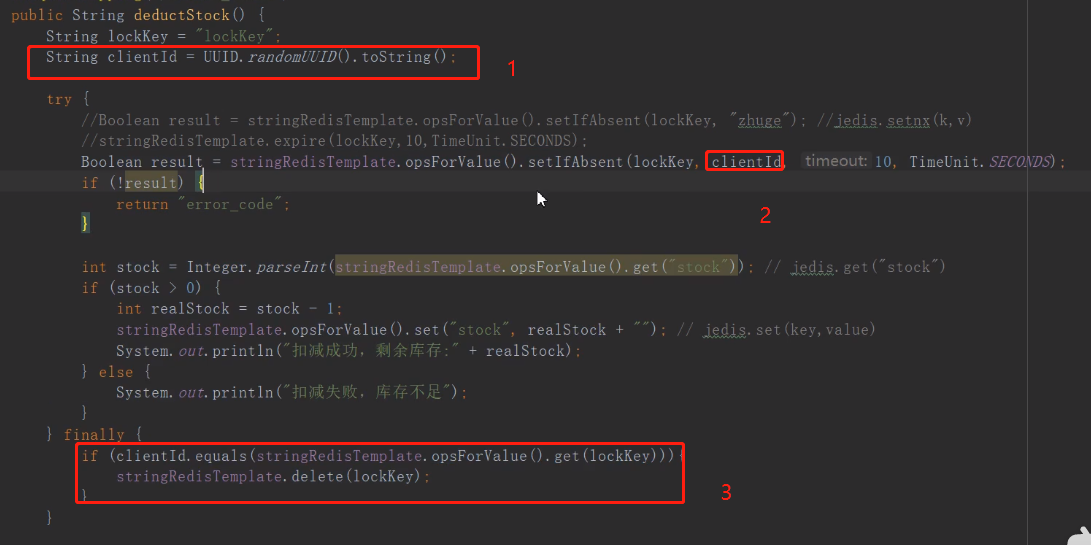 public String deductStock() {
String lockKey = "lockKey";
String clientId = UUID.randomUUID().toString();
1
try {
//Boolean result = stringRedisTemplate.opsForValue().setIfAbsent(lockKey, "zhuge"); //jedis.setnx(k,v)
//stringRedisTemplate.expire(lockKey,10,TimeUnit.SECONDS);
Boolean result = stringRedisTemplate.opsForValue().setIfAbsent(lockKey, clientId, timeout: 10, TimeUnit.SECONDS);
if (!result) {
return "error_code";
2
}
int stock = Integer.parseInt(stringRedisTemplate.opsForValue().get("stock")); // jedis.get("stock")
if (stock > 0) {
int realStock = stock - 1;
stringRedisTemplate.opsForValue().set("stock", realStock + ""); // jedis.set(key,value)
System.out.println("扣减成功，剩余库存:" + realStock);
} else {
System.out.println("扣减失败，库存不足");
}
} finally {
if (clientId.equals(stringRedisTemplate.opsForValue().get(lockKey))){
stringRedisTemplate.delete(lockKey);
3
}
}